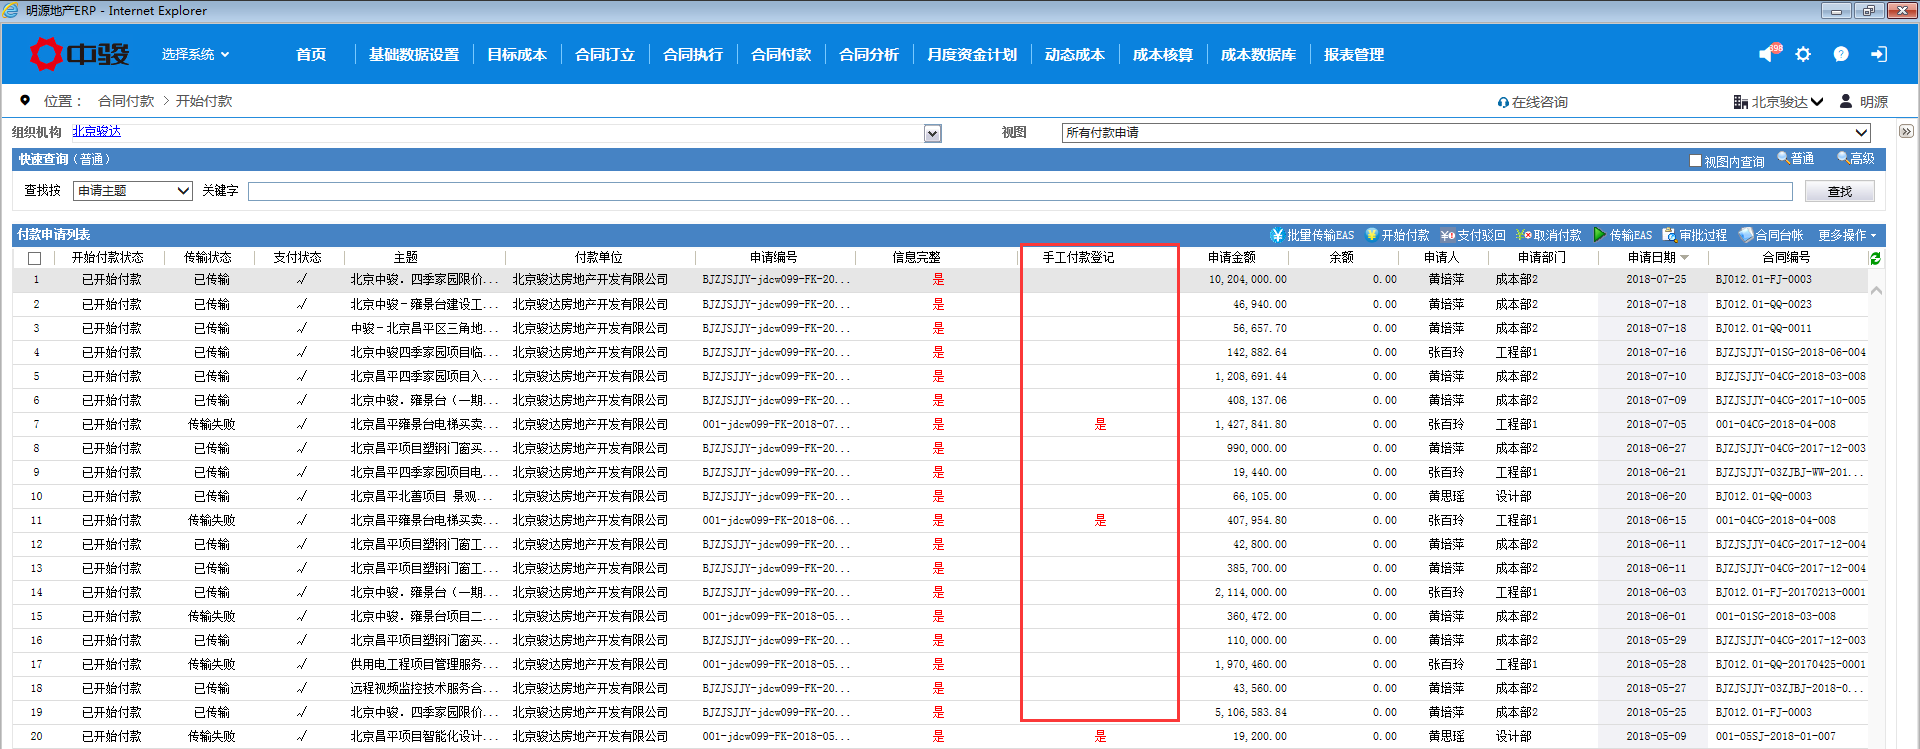 明源地产ERP - Internet Explorer
中骏 选择系统 首页 基础数据设置 目标成本 合同订立 合同执行 合同付款 合同分析 月度资金计划 动态成本 成本核算 成本数据库 报表管理 398
位置： 合同付款 > 开始付款 在线咨询 北京骏达 明源
组织机构 北京骏达 视图 所有付款申请
快速查询（普通） 视图内查询 普通 高级
查找按 申请主题 关键字 查找
付款申请列表 批量传输EAS 开始付款 支付驳回 取消付款 传输EAS 审批过程 合同台帐 更多操作
开始付款状态 传输状态 支付状态 主题 付款单位 申请编号 信息完整 手工付款登记 申请金额 余额 申请人 申请部门 申请日期 合同编号
1 已开始付款 已传输 √ 北京中骏．四季家园限价... 北京骏达房地产开发有限公司 BJZJSJJY-jdcw099-FK-20... 是 10,204,000.00 0.00 黄培萍 成本部2 2018-07-25 BJ012.01-FJ-0003
2 已开始付款 已传输 √ 北京中骏－雍景台建设工... 北京骏达房地产开发有限公司 BJZJSJJY-jdcw099-FK-20... 是 46,940.00 0.00 黄培萍 成本部2 2018-07-18 BJ012.01-QQ-0023
3 已开始付款 已传输 √ 中骏－北京昌平区三角地... 北京骏达房地产开发有限公司 BJZJSJJY-jdcw099-FK-20... 是 56,657.70 0.00 黄培萍 成本部2 2018-07-18 BJ012.01-QQ-0011
4 已开始付款 已传输 √ 北京中骏四季家园项目临... 北京骏达房地产开发有限公司 BJZJSJJY-jdcw099-FK-20... 是 142,882.64 0.00 张百玲 工程部1 2018-07-16 BJZJSJJY-01SG-2018-06-004
5 已开始付款 已传输 √ 北京昌平四季家园项目入... 北京骏达房地产开发有限公司 BJZJSJJY-jdcw099-FK-20... 是 1,208,691.44 0.00 黄培萍 成本部2 2018-07-10 BJZJSJJY-04CG-2018-03-008
6 已开始付款 已传输 √ 北京中骏．雍景台（一期... 北京骏达房地产开发有限公司 BJZJSJJY-jdcw099-FK-20... 是 408,137.06 0.00 黄培萍 成本部2 2018-07-09 BJZJSJJY-04CG-2017-10-005
7 已开始付款 传输失败 √ 北京昌平雍景台电梯买卖... 北京骏达房地产开发有限公司 001-jdcw099-FK-2018-07... 是 是 1,427,841.80 0.00 张百玲 工程部1 2018-07-05 001-04CG-2018-04-008
8 已开始付款 已传输 √ 北京昌平项目塑钢门窗买... 北京骏达房地产开发有限公司 BJZJSJJY-jdcw099-FK-20... 是 990,000.00 0.00 黄培萍 成本部2 2018-06-27 BJZJSJJY-04CG-2017-12-003
9 已开始付款 已传输 √ 北京昌平四季家园项目电... 北京骏达房地产开发有限公司 BJZJSJJY-jdcw099-FK-20... 是 19,440.00 0.00 张百玲 工程部1 2018-06-21 BJZJSJJY-03ZJBJ-WW-201...
10 已开始付款 已传输 √ 北京昌平北蔷项目 景观... 北京骏达房地产开发有限公司 BJZJSJJY-jdcw099-FK-20... 是 66,105.00 0.00 黄思瑶 设计部 2018-06-20 BJ012.01-QQ-0003
11 已开始付款 传输失败 √ 北京昌平雍景台电梯买卖... 北京骏达房地产开发有限公司 001-jdcw099-FK-2018-06... 是 是 407,954.80 0.00 张百玲 工程部1 2018-06-15 001-04CG-2018-04-008
12 已开始付款 已传输 √ 北京昌平项目塑钢门窗工... 北京骏达房地产开发有限公司 BJZJSJJY-jdcw099-FK-20... 是 42,800.00 0.00 黄培萍 成本部2 2018-06-11 BJZJSJJY-04CG-2017-12-004
13 已开始付款 已传输 √ 北京昌平项目塑钢门窗工... 北京骏达房地产开发有限公司 BJZJSJJY-jdcw099-FK-20... 是 385,700.00 0.00 黄培萍 成本部2 2018-06-11 BJZJSJJY-04CG-2017-12-004
14 已开始付款 已传输 √ 北京中骏．雍景台（一期... 北京骏达房地产开发有限公司 BJZJSJJY-jdcw099-FK-20... 是 2,114,000.00 0.00 张百玲 工程部1 2018-06-03 BJ012.01-FJ-20170213-0001
15 已开始付款 传输失败 √ 北京中骏．雍景台项目二... 北京骏达房地产开发有限公司 001-jdcw099-FK-2018-05... 是 360,472.00 0.00 黄培萍 成本部2 2018-06-01 001-01SG-2018-03-008
16 已开始付款 已传输 √ 北京昌平项目塑钢门窗买... 北京骏达房地产开发有限公司 BJZJSJJY-jdcw099-FK-20... 是 110,000.00 0.00 黄培萍 成本部2 2018-05-29 BJZJSJJY-04CG-2017-12-003
17 已开始付款 传输失败 √ 供用电工程项目管理服务... 北京骏达房地产开发有限公司 001-jdcw099-FK-2018-05... 是 1,970,460.00 0.00 张百玲 工程部1 2018-05-28 BJ012.01-QQ-20170425-0001
18 已开始付款 已传输 √ 远程视频监控技术服务合... 北京骏达房地产开发有限公司 BJZJSJJY-jdcw099-FK-20... 是 43,560.00 0.00 黄培萍 成本部2 2018-05-27 BJZJSJJY-03ZJBJ-2018-0...
19 已开始付款 已传输 √ 北京中骏．四季家园限价... 北京骏达房地产开发有限公司 BJZJSJJY-jdcw099-FK-20... 是 5,106,583.84 0.00 黄培萍 成本部2 2018-05-25 BJ012.01-FJ-0003
20 已开始付款 传输失败 √ 北京昌平项目智能化设计... 北京骏达房地产开发有限公司 001-jdcw099-FK-2018-05... 是 是 19,200.00 0.00 黄思瑶 设计部 2018-05-09 001-05SJ-2018-01-007